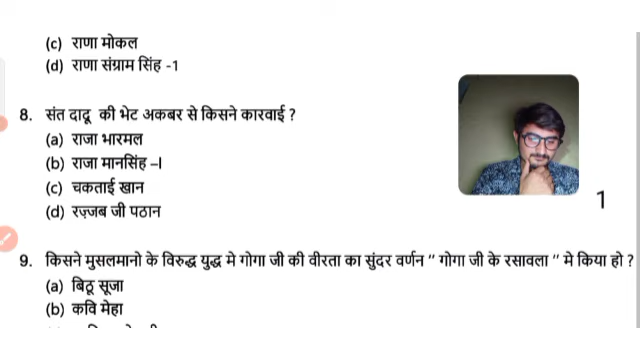 (c) राणा मोकल
(d) राणा संग्राम सिंह -1
8. संत दादू की भेट अकबर से किसने कारवाई ?
(a) राजा भारमल
(b) राजा मानसिंह –I
(c) चकताई खान
(d) रज़्जब जी पठान
1
9. किसने मुसलमानो के विरुद्ध युद्ध मे गोगा जी की वीरता का सुंदर वर्णन " गोगा जी के रसावला " मे किया हो ?
(a) बिठू सूजा
(b) कवि मेहा